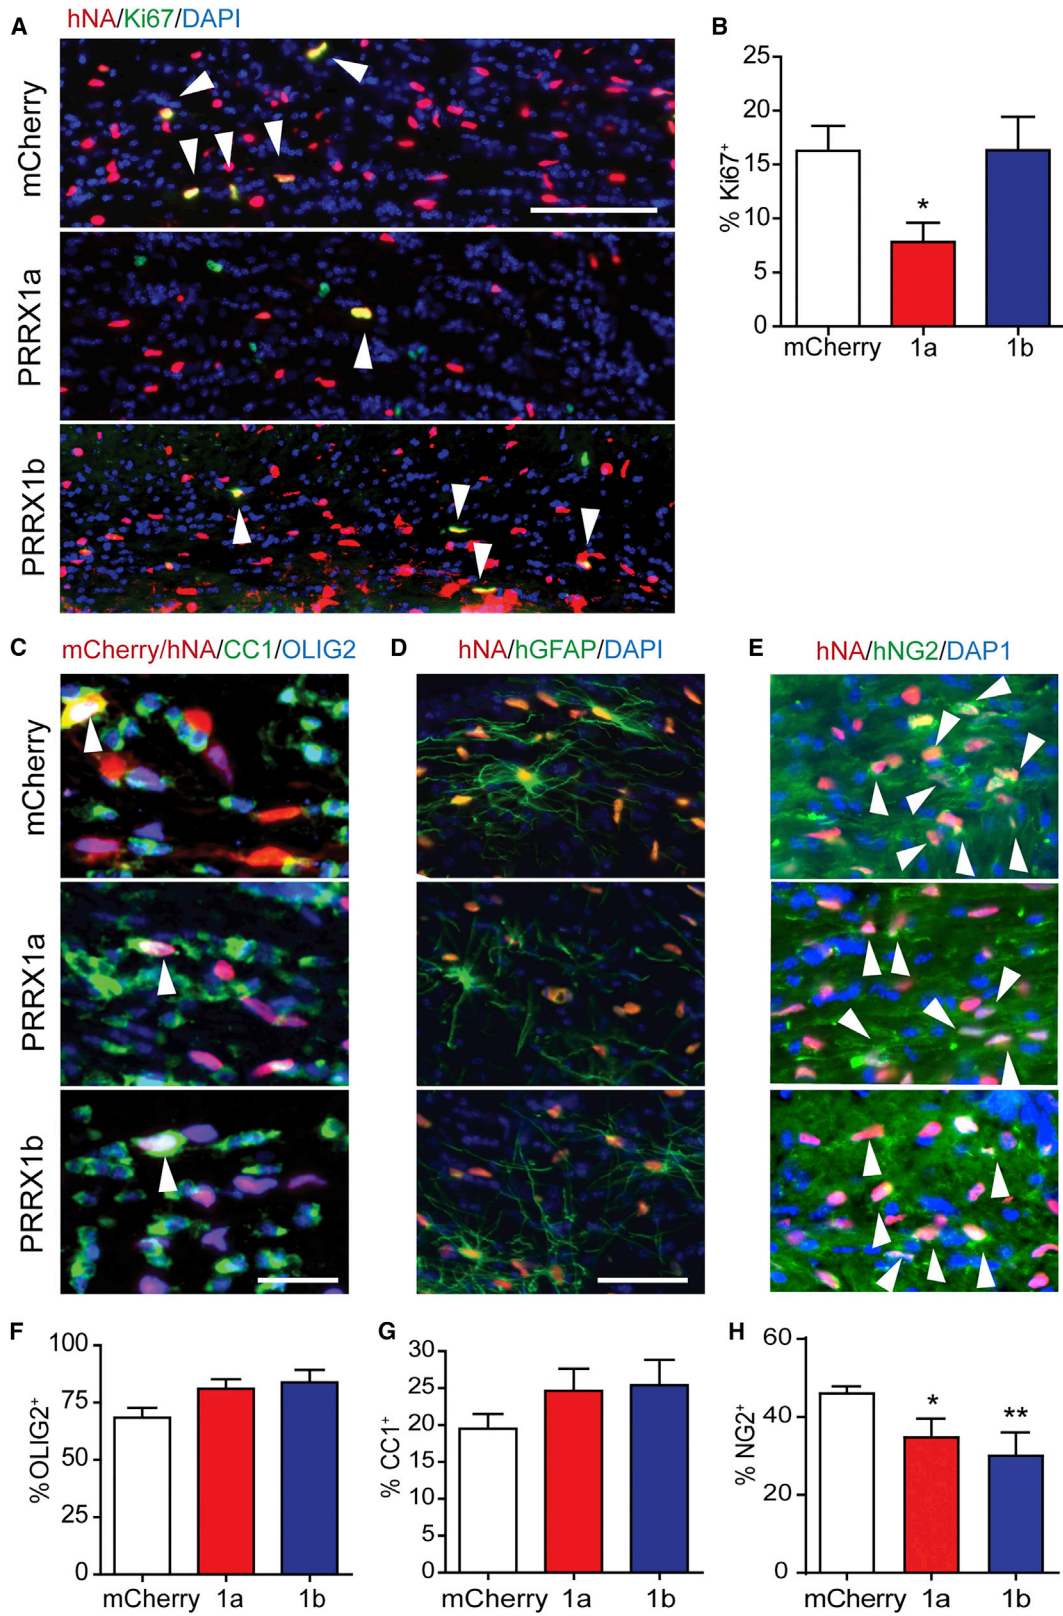 A
hNA/Ki67/DAPI
mCherry
PRRX1a
PRRX1b
B
% Ki67+
25
20
15
10
5
0
*
mCherry 1a 1b
C
mCherry/hNA/CC1/OLIG2
D
hNA/hGFAP/DAPI
E
hNA/hNG2/DAP1
mCherry
PRRX1a
PRRX1b
F
% OLIG2+
100
75
50
25
0
mCherry 1a 1b
G
% CC1+
30
25
20
15
10
5
0
mCherry 1a 1b
H
% NG2+
60
40
20
0
*
**
mCherry 1a 1b